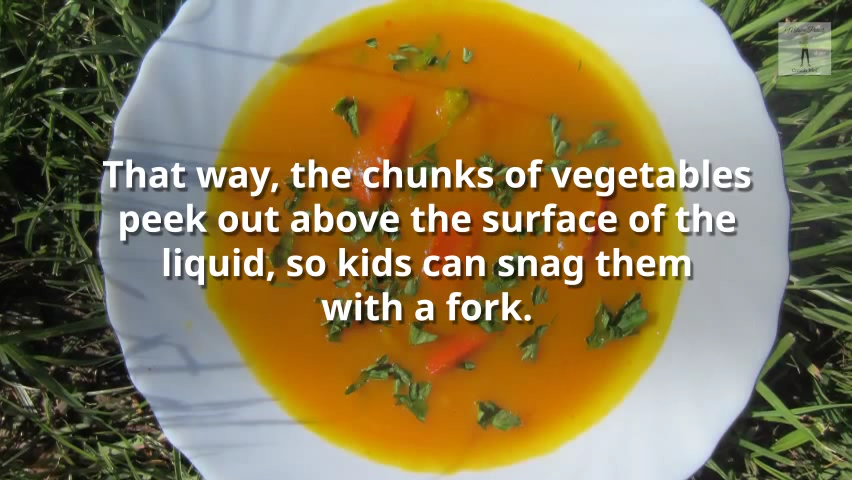 That way, the chunks of vegetables
peek out above the surface of the
liquid, so kids can snag them
with a fork.